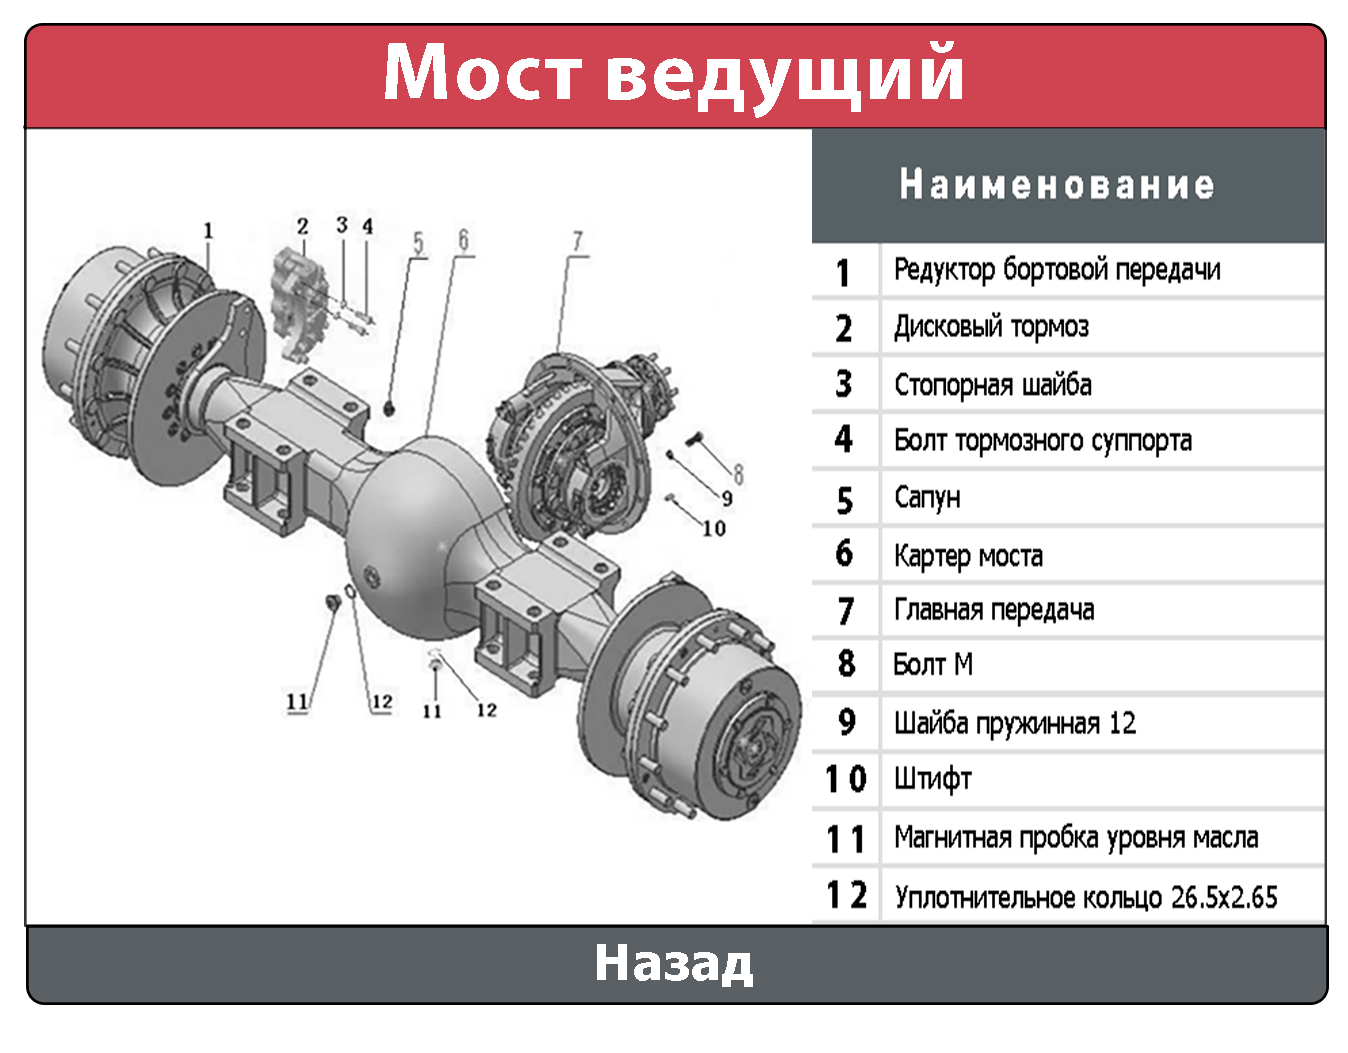 Мост ведущий
Наименование
1 Редуктор бортовой передачи
2 Дисковый тормоз
3 Стопорная шайба
4 Болт тормозного суппорта
5 Сапун
6 Картер моста
7 Главная передача
8 Болт М
9 Шайба пружинная 12
10 Штифт
11 Магнитная пробка уровня масла
12 Уплотнительное кольцо 26.5x2.65
1
2
3
4
5
6
7
8
9
10
11
12
11
12
Назад